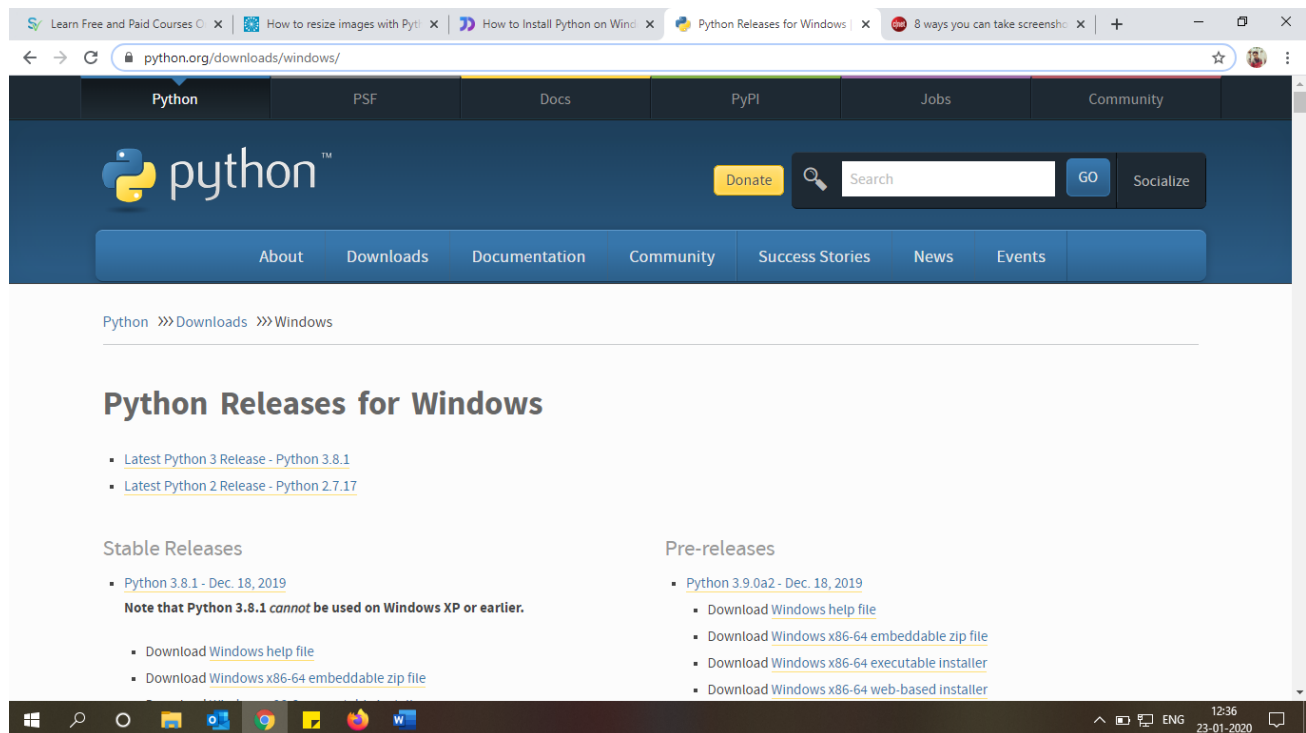 Learn Free and Paid Courses O
How to resize images with Pyth
How to Install Python on Wind
Python Releases for Windows |
8 ways you can take screensho
python.org/downloads/windows/
Python PSF Docs PyPI Jobs Community
python™
Donate Search GO Socialize
About Downloads Documentation Community Success Stories News Events
Python >>> Downloads >>> Windows
Python Releases for Windows
Latest Python 3 Release - Python 3.8.1
Latest Python 2 Release - Python 2.7.17
Stable Releases
Python 3.8.1 - Dec. 18, 2019
Note that Python 3.8.1 cannot be used on Windows XP or earlier.
Download Windows help file
Download Windows x86-64 embeddable zip file
Pre-releases
Python 3.9.0a2 - Dec. 18, 2019
Download Windows help file
Download Windows x86-64 embeddable zip file
Download Windows x86-64 executable installer
Download Windows x86-64 web-based installer
ENG
12:36
23-01-2020